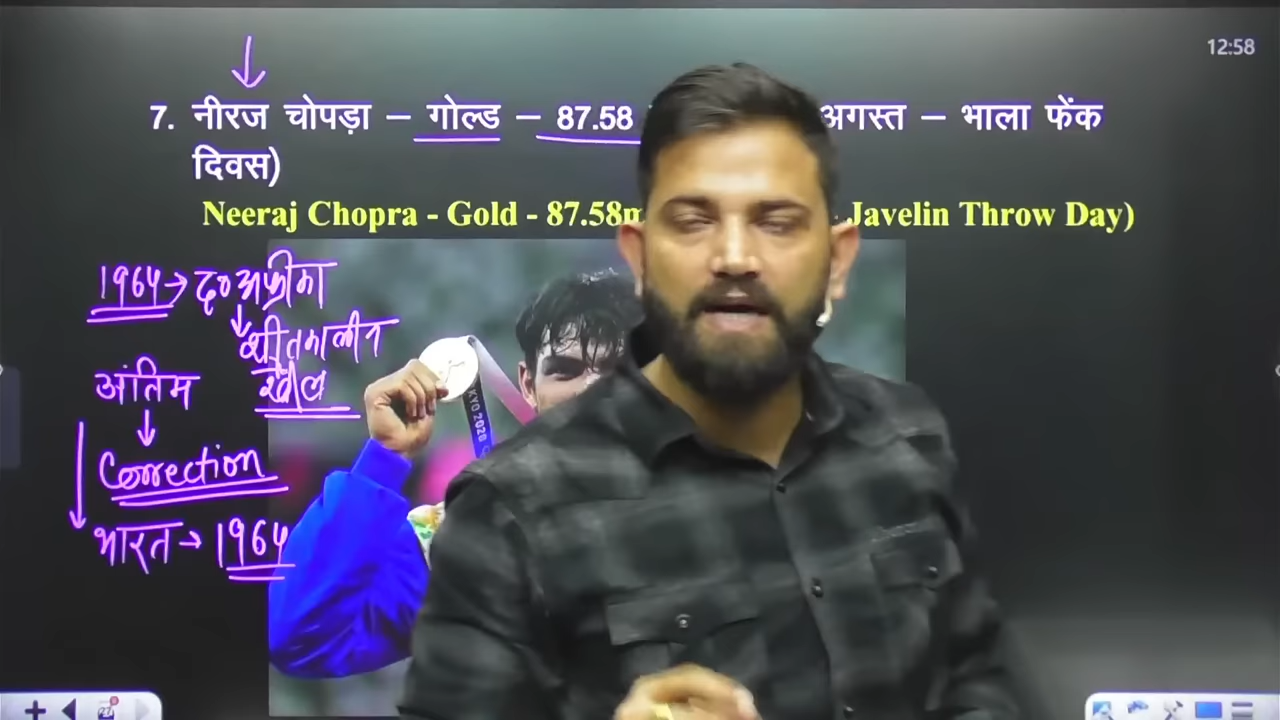 12:58
7. नीरज चोपड़ा – गोल्ड – 87.58 अगस्त – भाला फेंक
दिवस)
Neeraj Chopra - Gold - 87.58m Javelin Throw Day)
1964 → द० अफ्रीका
शीतकालीन
खेल
अंतिम
Correction
भारत → 1964
2020